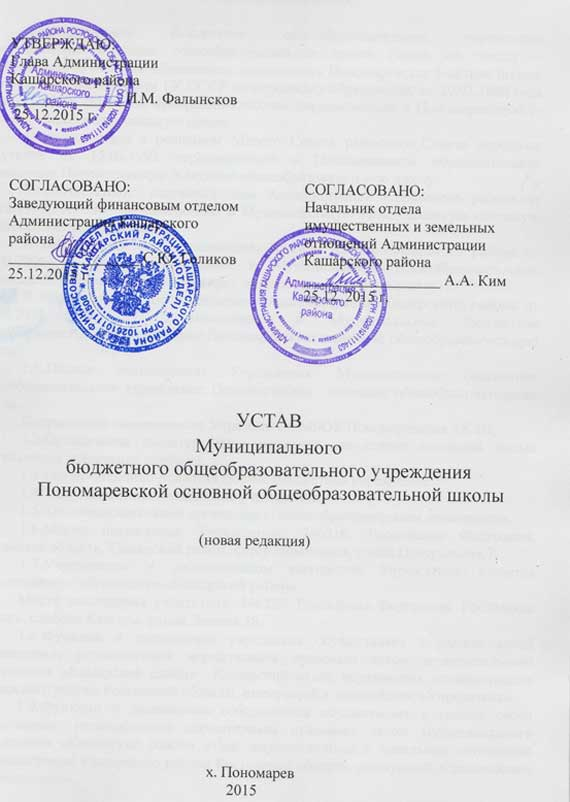 УТВЕРЖДАЮ:
Глава Администрации
Кашарского района
И.М. Фалынсков
25.12.2015 г.
СОГЛАСОВАНО:
Заведующий финансовым отделом
Администрации Кашарского
района
С.Ю. Голиков
25.12.2015
СОГЛАСОВАНО:
Начальник отдела
имущественных и земельных
отношений Администрации
Кашарского района
А.А. Ким
25.12. 2015 г.
УСТАВ
Муниципального
бюджетного общеобразовательного учреждения
Пономаревской основной общеобразовательной школы
(новая редакция)
х. Пономарев
2015